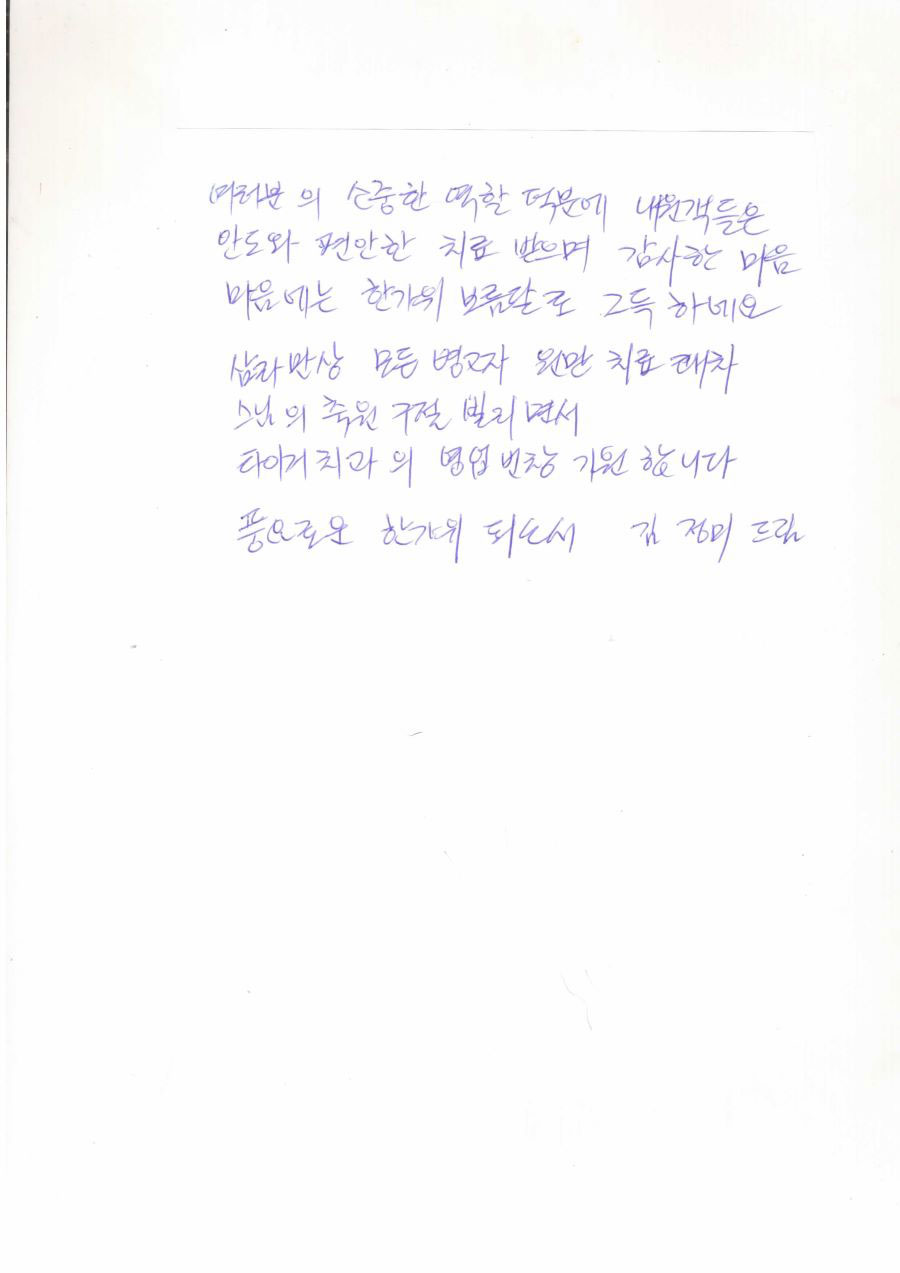 여러분의 소중한 역할 덕분에 내원객들은
안도와 편안한 치료 받으며 감사한 마음
마음에는 한가위 보름달로 그득 하네요
삼라만상 모든 병고자 원만 치료 쾌차
스님의 축원 구절 빌리면서
타이거치과의 영업번창 기원 합니다
풍요로운 한가위 되소서 김 정미 드림